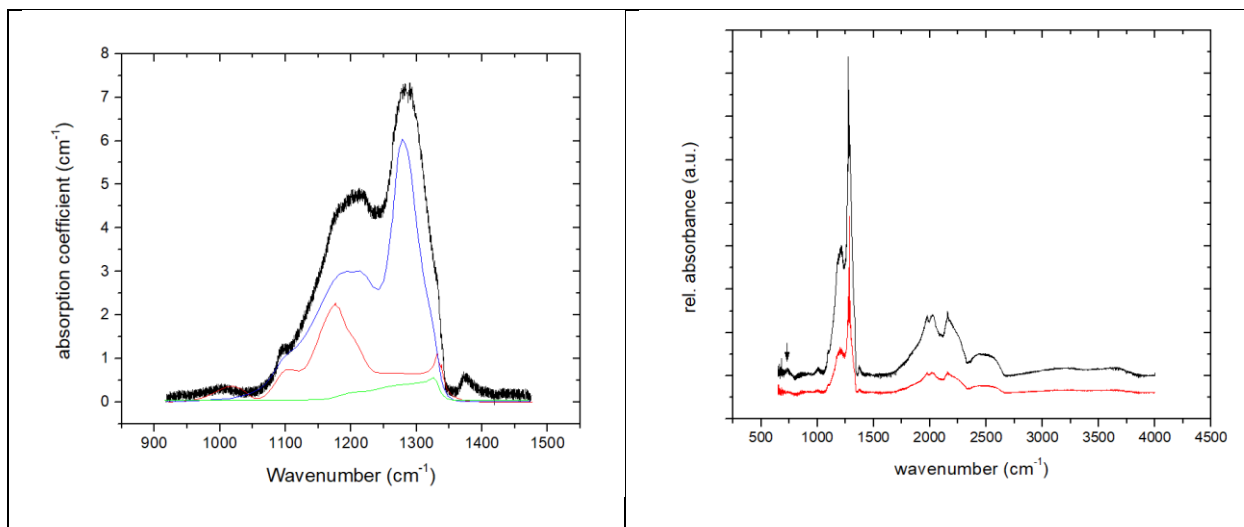 8
7
6
5
4
3
2
1
0
absorption coefficient (cm⁻¹)
900 1000 1100 1200 1300 1400 1500
Wavenumber (cm⁻¹)
rel. absorbance (a.u.)
500 1000 1500 2000 2500 3000 3500 4000 4500
wavenumber (cm⁻¹)